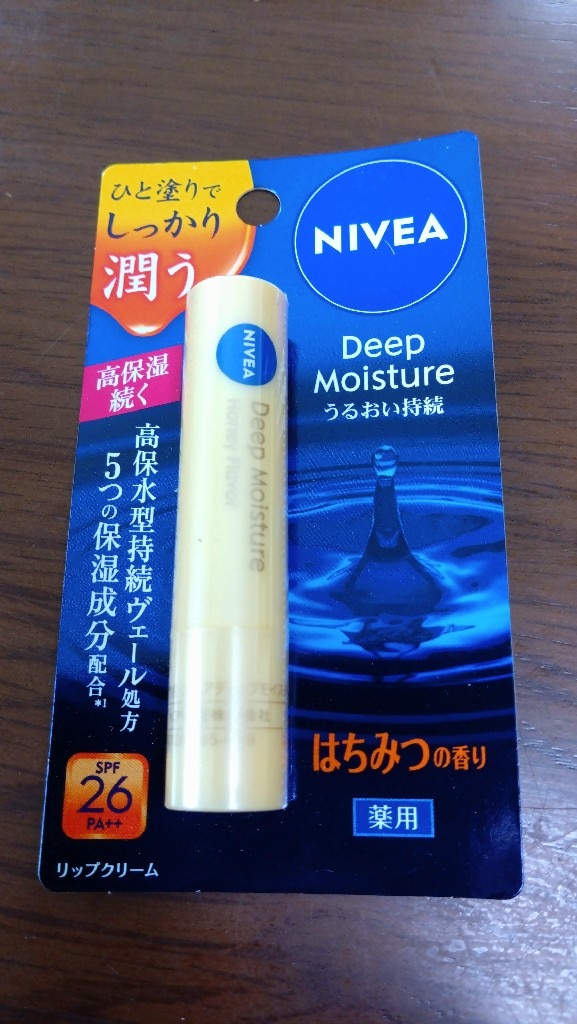 ひと塗りで
しっかり
潤う
NIVEA
Deep
Moisture
うるおい持続
高保湿
続く
高保水型持続ヴェール処方
5つの保湿成分配合*1
NIVEA
Deep Moisture
Honey Flavor
はちみつの香り
薬用
SPF
26
PA++
リップクリーム